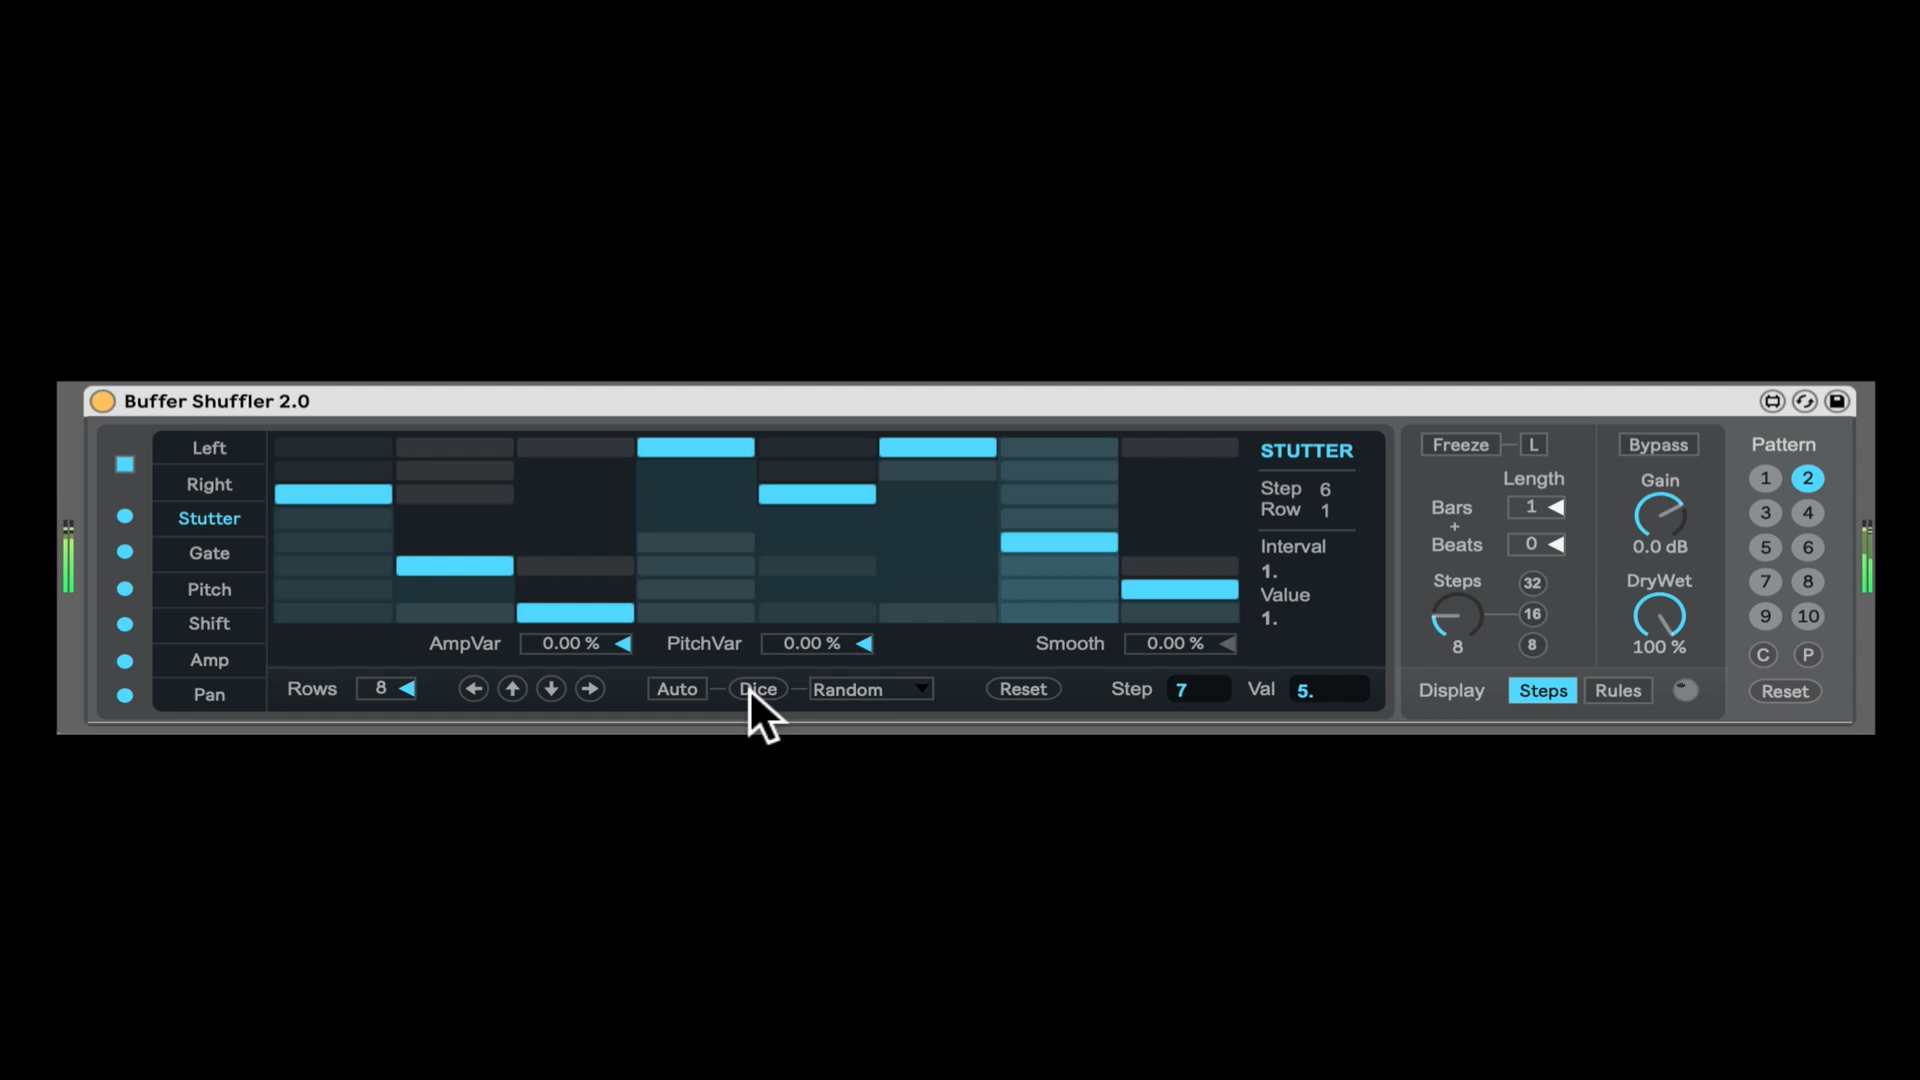 Buffer Shuffler 2.0
Left
Right
Stutter
Gate
Pitch
Shift
Amp
Pan
AmpVar 0.00 % PitchVar 0.00 % Smooth 0.00 %
Rows 8 Auto Dice Random Reset Step 7 Val 5.
STUTTER
Step 6
Row 1
Interval
1.
Value
1.
Freeze L
Length
Bars 1
+
Beats 0
Steps 32
16
8 8
Display Steps Rules
Bypass
Gain
0.0 dB
DryWet
100 %
Pattern
1 2
3 4
5 6
7 8
9 10
C P
Reset